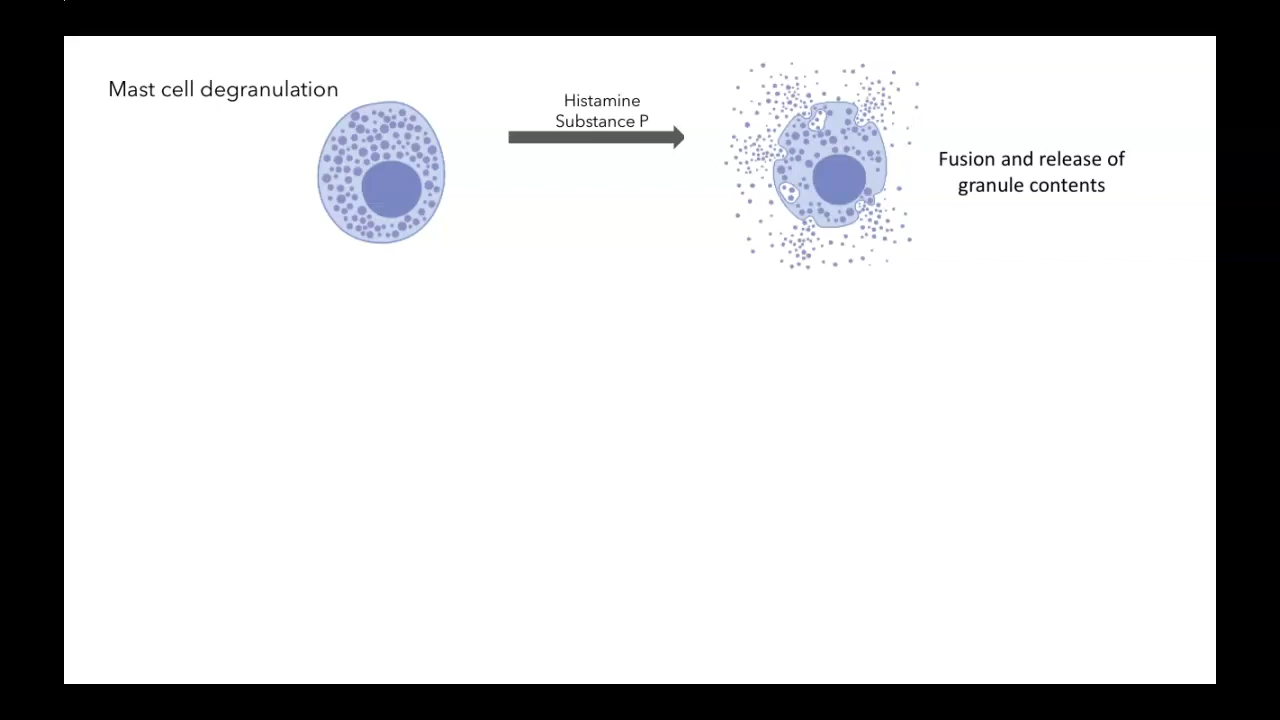 Mast cell degranulation
Histamine
Substance P
Fusion and release of
granule contents